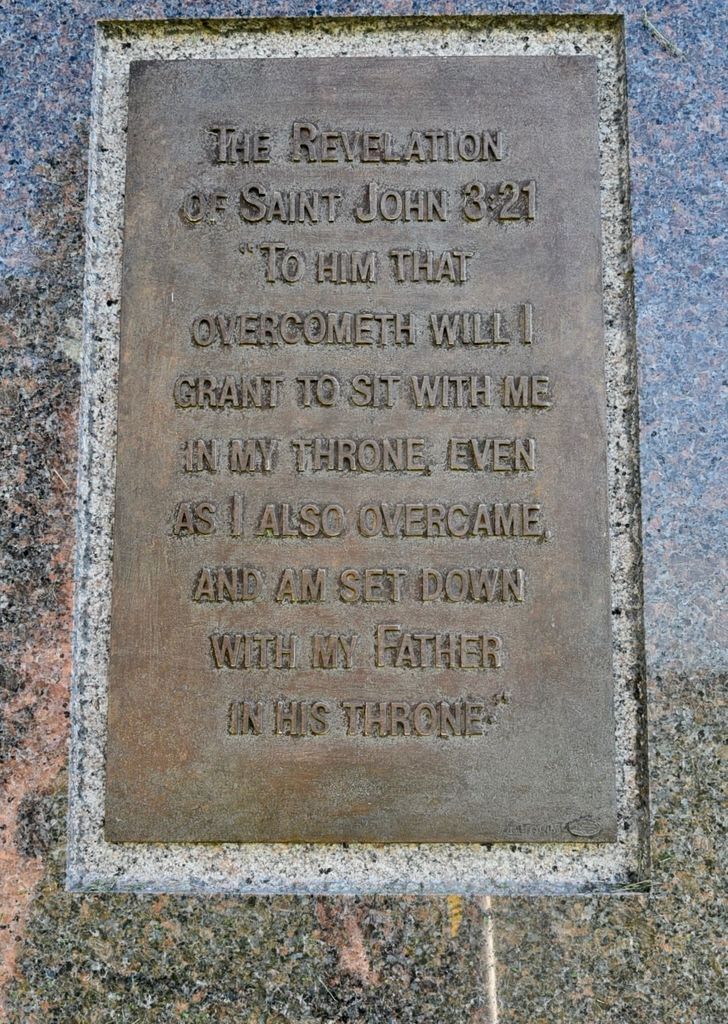 The Revelation
of Saint John 3:21
"To him that
overcometh will I
grant to sit with me
in my throne, even
as I also overcame,
and am set down
with my Father
in his throne."